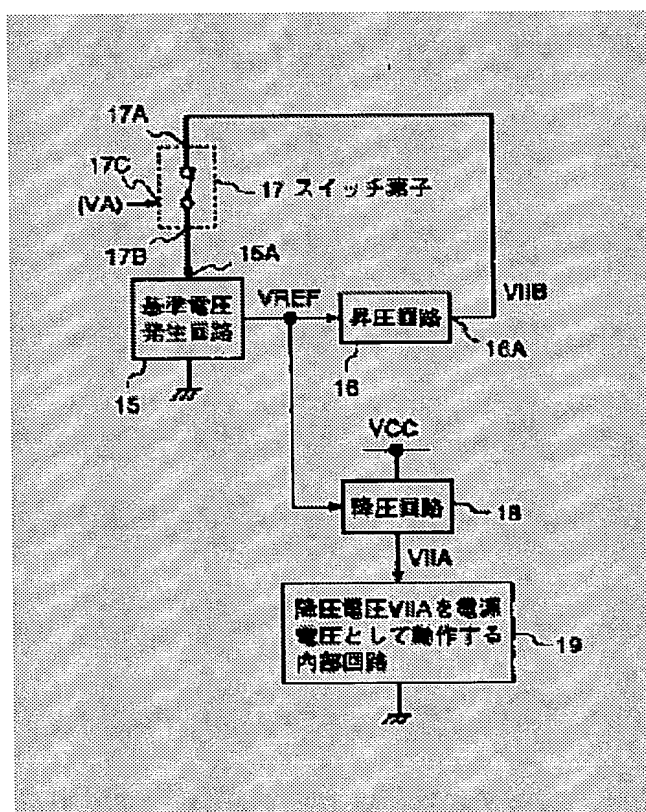 17A
17C
(VA)
17 スイッチ素子
17B
15A
基準電圧
発生回路
15
VREF
昇圧回路
16
16A
VIIB
VCC
降圧回路
18
VIIA
降圧電圧VIIAを電源
電圧として動作する
内部回路
19